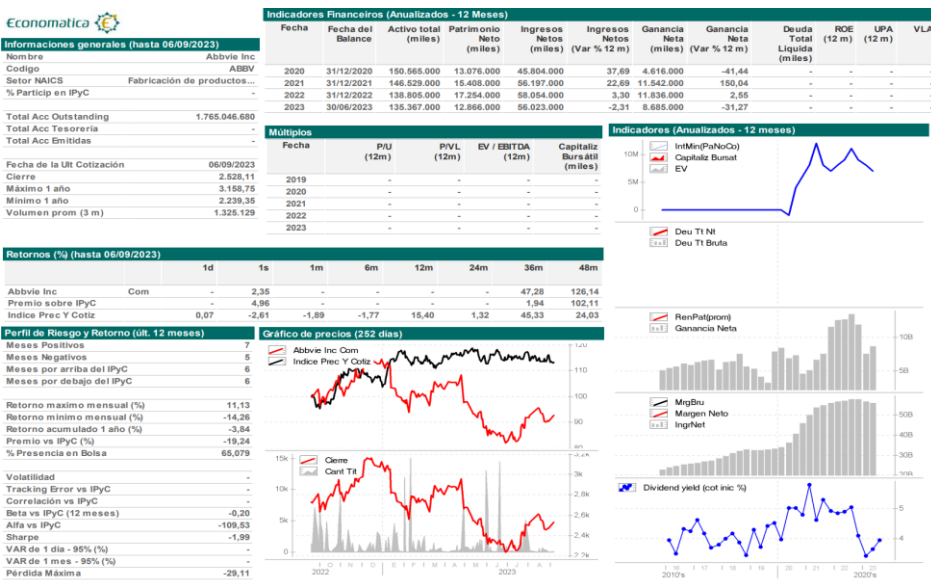 Economatica
Informaciones generales (hasta 06/09/2023)
Nombre Abbvie Inc
Codigo ABBV
Setor NAICS Fabricación de productos...
% Particip en IPyC -
Total Acc Outstanding 1.765.046.680
Total Acc Tesorería -
Total Acc Emitidas -
Fecha de la Ult Cotización 06/09/2023
Cierre 2.528,11
Máximo 1 año 3.158,75
Mínimo 1 año 2.239,35
Volumen prom (3 m) 1.325.129
Indicadores Financeiros (Anualizados - 12 Meses)
Fecha Fecha del Balance Activo total (miles) Patrimonio Neto (miles) Ingresos Netos (miles) Ingresos Netos (Var % 12 m) Ganancia Neta (miles) Ganancia Neta (Var % 12 m) Deuda Total Liquida (miles) ROE (12 m) UPA (12 m) VLA
2020 31/12/2020 150.565.000 13.076.000 45.804.000 37,69 4.616.000 -41,44 - - - -
2021 31/12/2021 146.529.000 15.408.000 56.197.000 22,69 11.542.000 150,04 - - - -
2022 31/12/2022 138.805.000 17.254.000 58.054.000 3,30 11.836.000 2,55 - - - -
2023 30/06/2023 135.367.000 12.866.000 56.023.000 -2,31 8.685.000 -31,27 - - - -
Múltiplos
Fecha P/U (12m) P/VL (12m) EV / EBITDA (12m) Capitaliz Bursátil (miles)
2019 - - - -
2020 - - - -
2021 - - - -
2022 - - - -
2023 - - - -
Indicadores (Anualizados - 12 meses)
IntMin(PaNoCo)
Capitaliz Bursat
EV
10M
5M
0
Deu Tt Nt
Deu Tt Bruta
RenPat(prom)
Ganancia Neta
10B
5B
MrgBru
Margen Neto
IngrNet
50B
40B
30B
Dividend yield (cot inic %)
5
4
16 17 18 19 20 21 22 23
2010's 2020's
Retornos (%) (hasta 06/09/2023)
1d 1s 1m 6m 12m 24m 36m 48m
Abbvie Inc Com - 2,35 - - - - 47,28 126,14
Premio sobre IPyC - 4,96 - - - - 1,94 102,11
Indice Prec Y Cotiz 0,07 -2,61 -1,89 -1,77 15,40 1,32 45,33 24,03
Perfil de Riesgo y Retorno (últ. 12 meses)
Meses Positivos 7
Meses Negativos 5
Meses por arriba del IPyC 6
Meses por debajo del IPyC 6
Retorno maximo mensual (%) 11,13
Retorno minimo mensual (%) -14,26
Retorno acumulado 1 año (%) -3,84
Premio vs IPyC (%) -19,24
% Presencia en Bolsa 65,079
Volatilidad -
Tracking Error vs IPyC -
Correlación vs IPyC -
Beta vs IPyC (12 meses) -0,20
Alfa vs IPyC -109,53
Sharpe -1,99
VAR de 1 dia - 95% (%) -
VAR de 1 mes - 95% (%) -
Pérdida Máxima -29,11
Gráfico de precios (252 días)
Abbvie Inc Com
Indice Prec Y Cotiz
120
110
100
90
80
Cierre
Cant Tit
15k
10k
5k
0
3k
2.8k
2.6k
2.4k
2.2k
O N D E F M A M J J A S
2022 2023